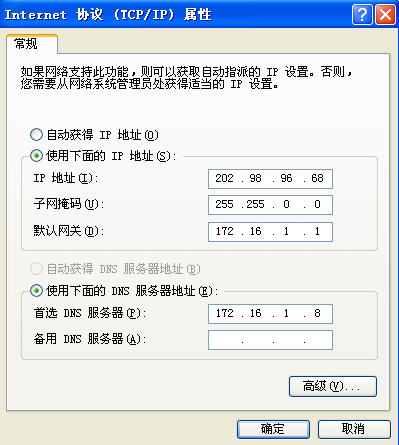 Internet 协议 (TCP/IP) 属性
常规
如果网络支持此功能，则可以获取自动指派的 IP 设置。否则，
您需要从网络系统管理员处获得适当的 IP 设置。
自动获得 IP 地址(O)
使用下面的 IP 地址(S):
IP 地址(I): 202 . 98 . 96 . 68
子网掩码(U): 255 . 255 . 0 . 0
默认网关(D): 172 . 16 . 1 . 1
自动获得 DNS 服务器地址(B)
使用下面的 DNS 服务器地址(E):
首选 DNS 服务器(P): 172 . 16 . 1 . 8
备用 DNS 服务器(A): . . .
高级(V)...
确定 取消